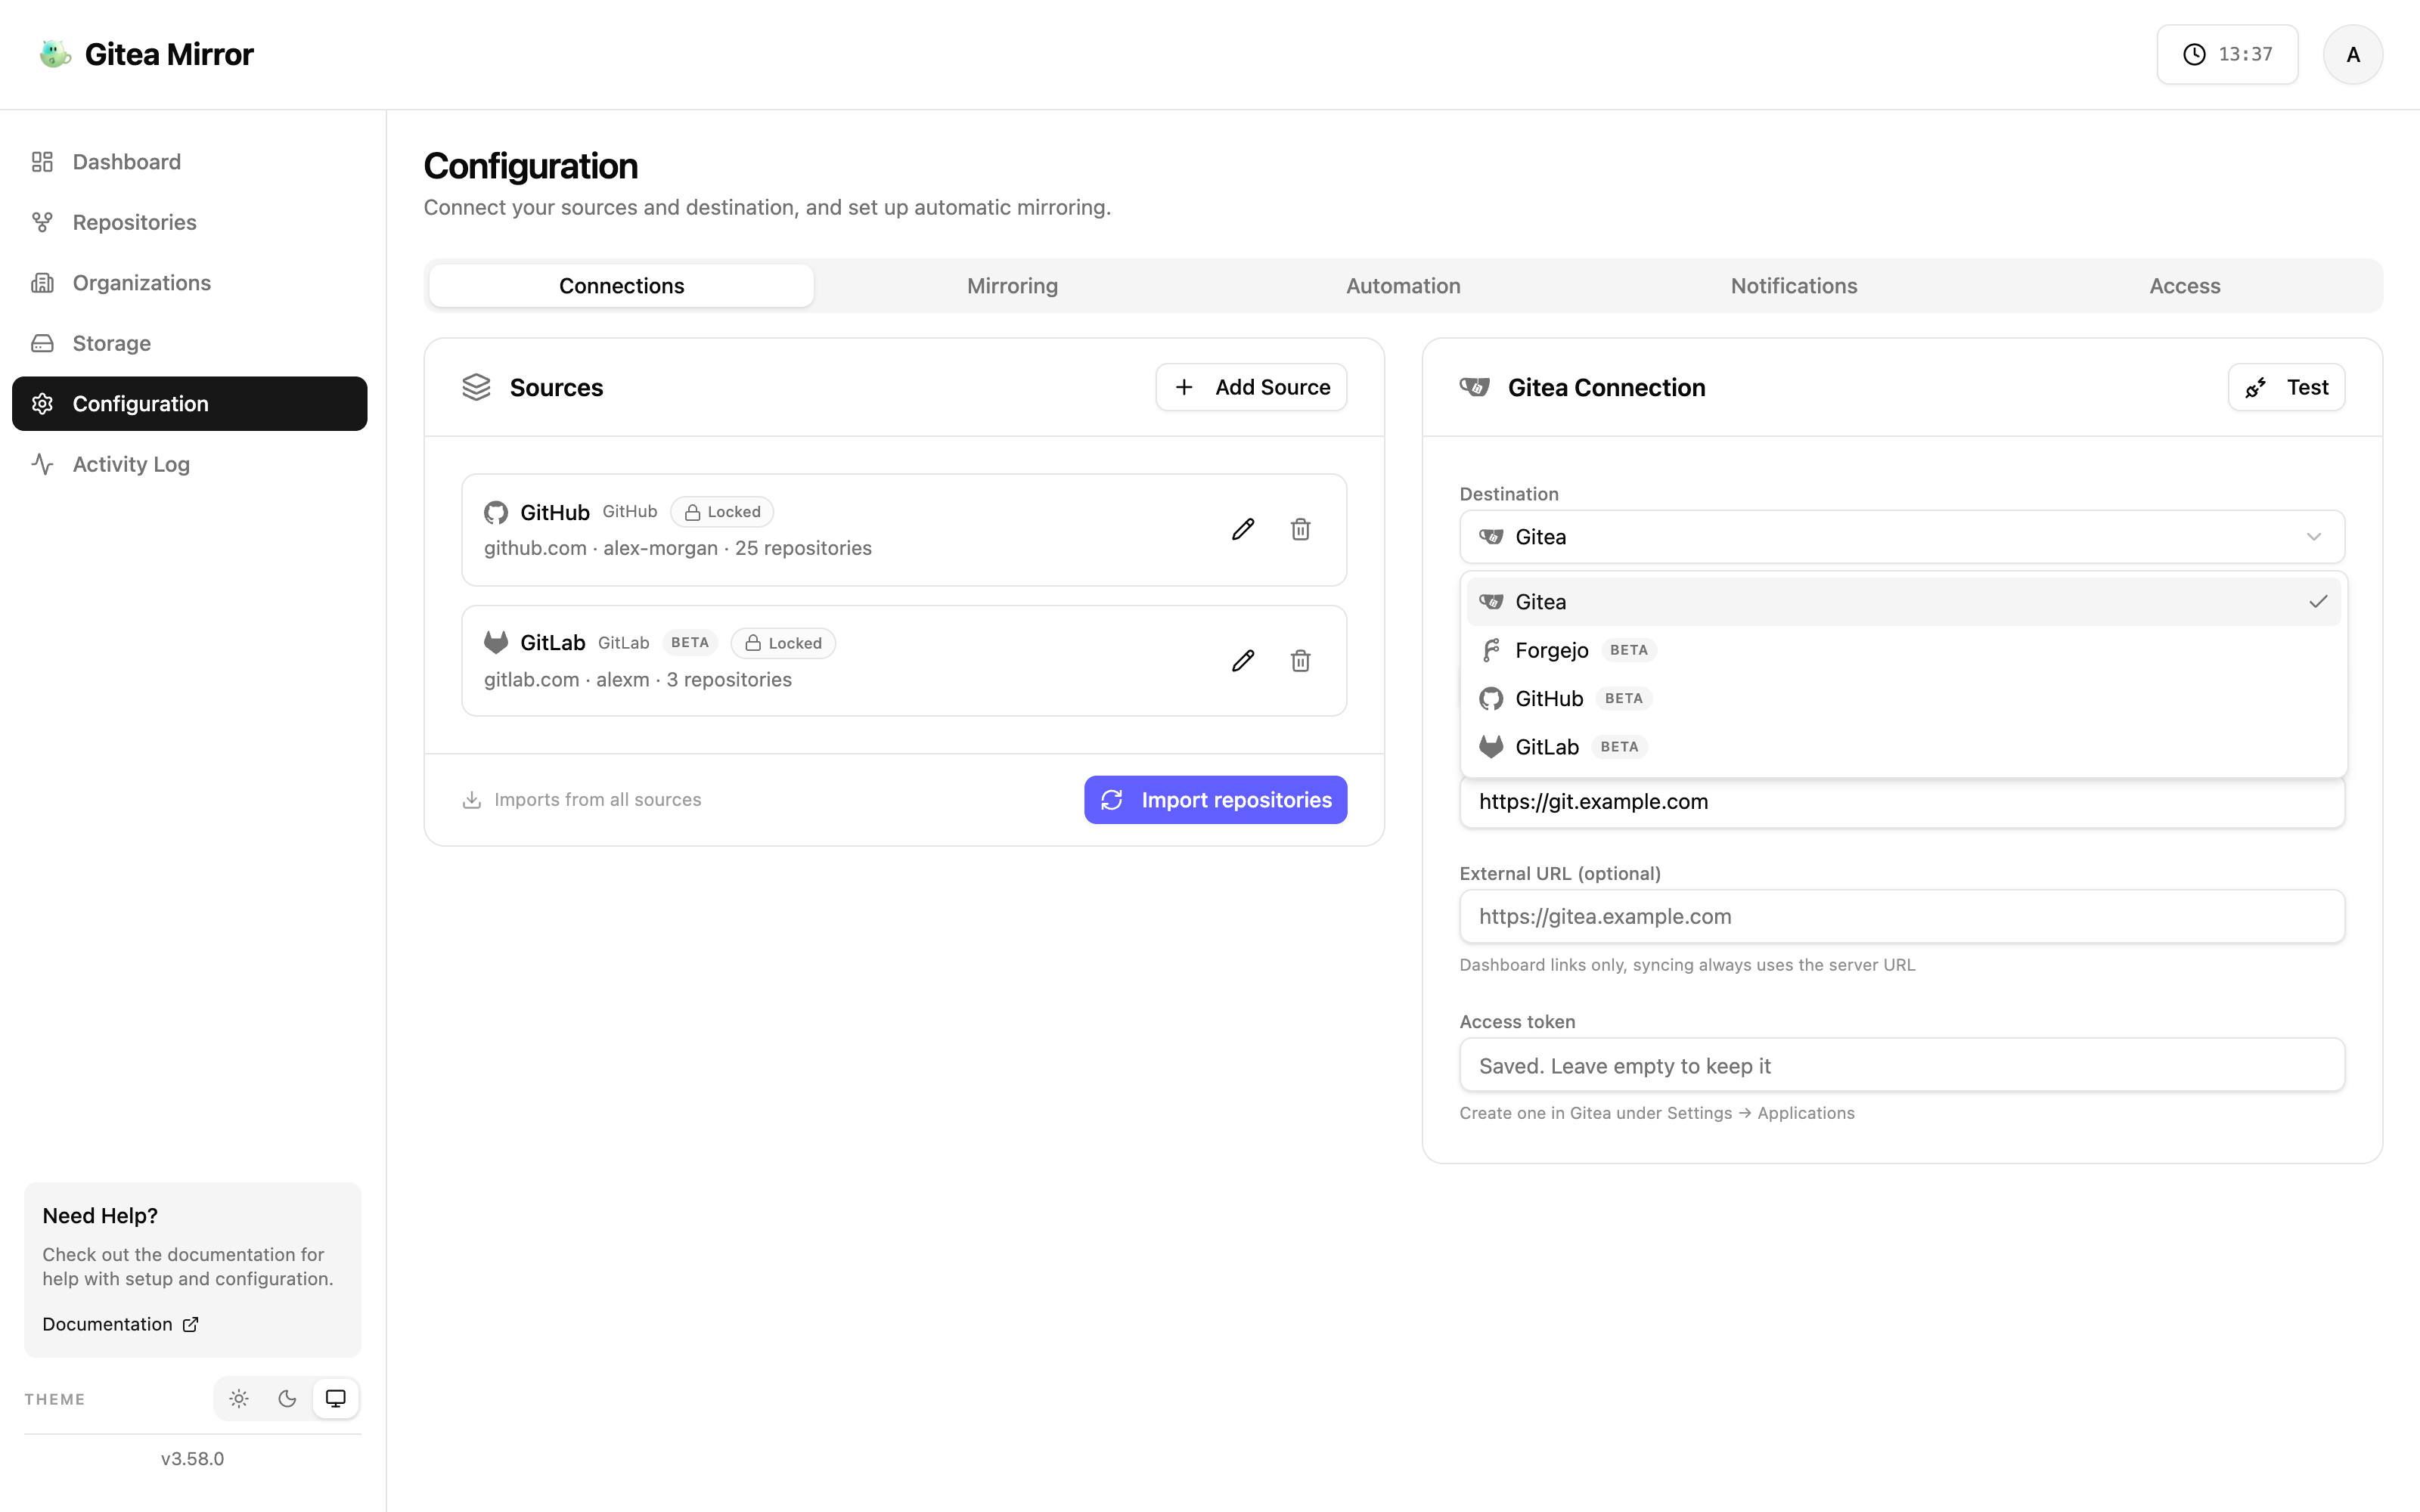 Gitea Mirror
13:37
A
Dashboard
Repositories
Organizations
Storage
Configuration
Activity Log
Need Help?
Check out the documentation for
help with setup and configuration.
Documentation
THEME
v3.58.0
Configuration
Connect your sources and destination, and set up automatic mirroring.
Connections
Mirroring
Automation
Notifications
Access
Sources
Add Source
GitHub GitHub Locked
github.com · alex-morgan · 25 repositories
GitLab GitLab BETA Locked
gitlab.com · alexm · 3 repositories
Imports from all sources
Import repositories
Gitea Connection
Test
Destination
Gitea
Gitea
Forgejo BETA
GitHub BETA
GitLab BETA
https://git.example.com
External URL (optional)
https://gitea.example.com
Dashboard links only, syncing always uses the server URL
Access token
Saved. Leave empty to keep it
Create one in Gitea under Settings → Applications